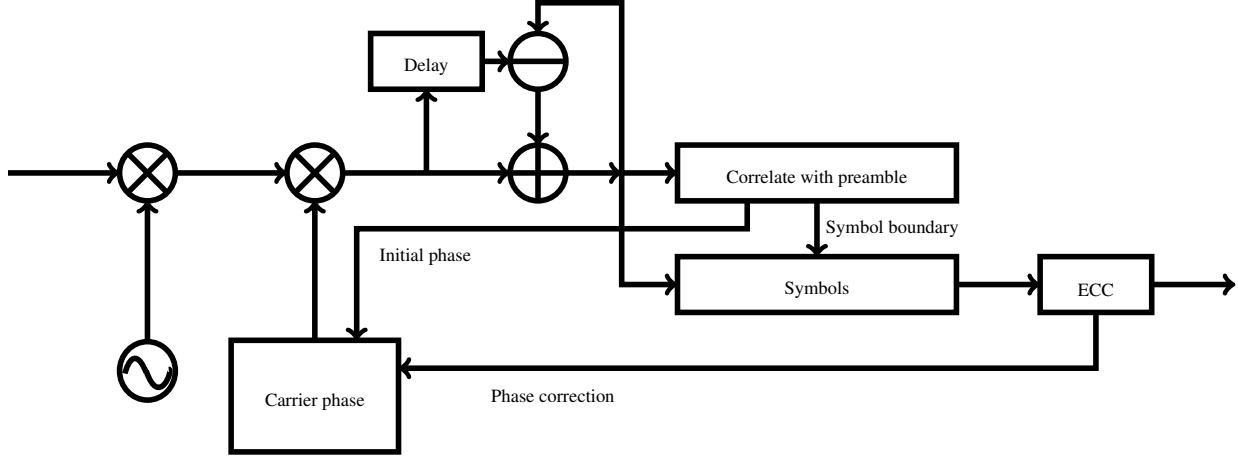 Delay
Correlate with preamble
Symbol boundary
Initial phase
Symbols
ECC
Carrier phase
Phase correction